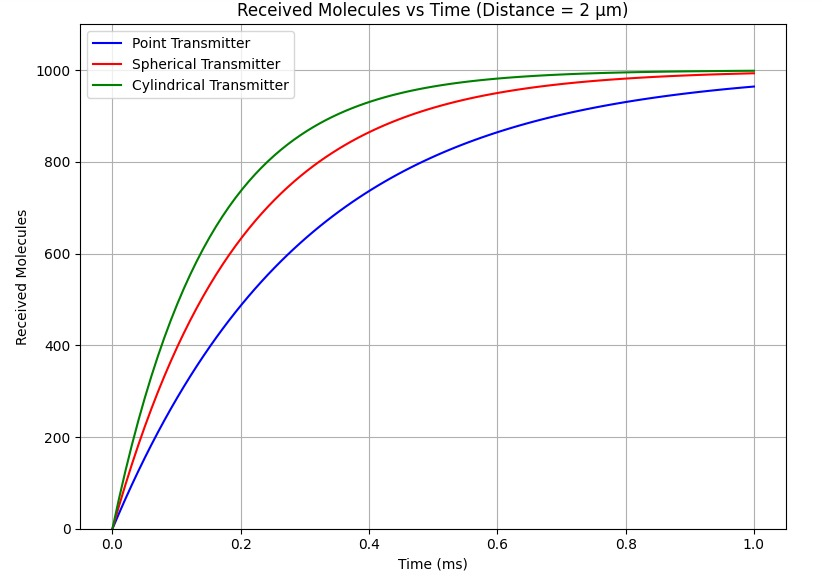 Received Molecules vs Time (Distance = 2 μm)
Point Transmitter
Spherical Transmitter
Cylindrical Transmitter
Received Molecules
1000
800
600
400
200
0
0.0 0.2 0.4 0.6 0.8 1.0
Time (ms)